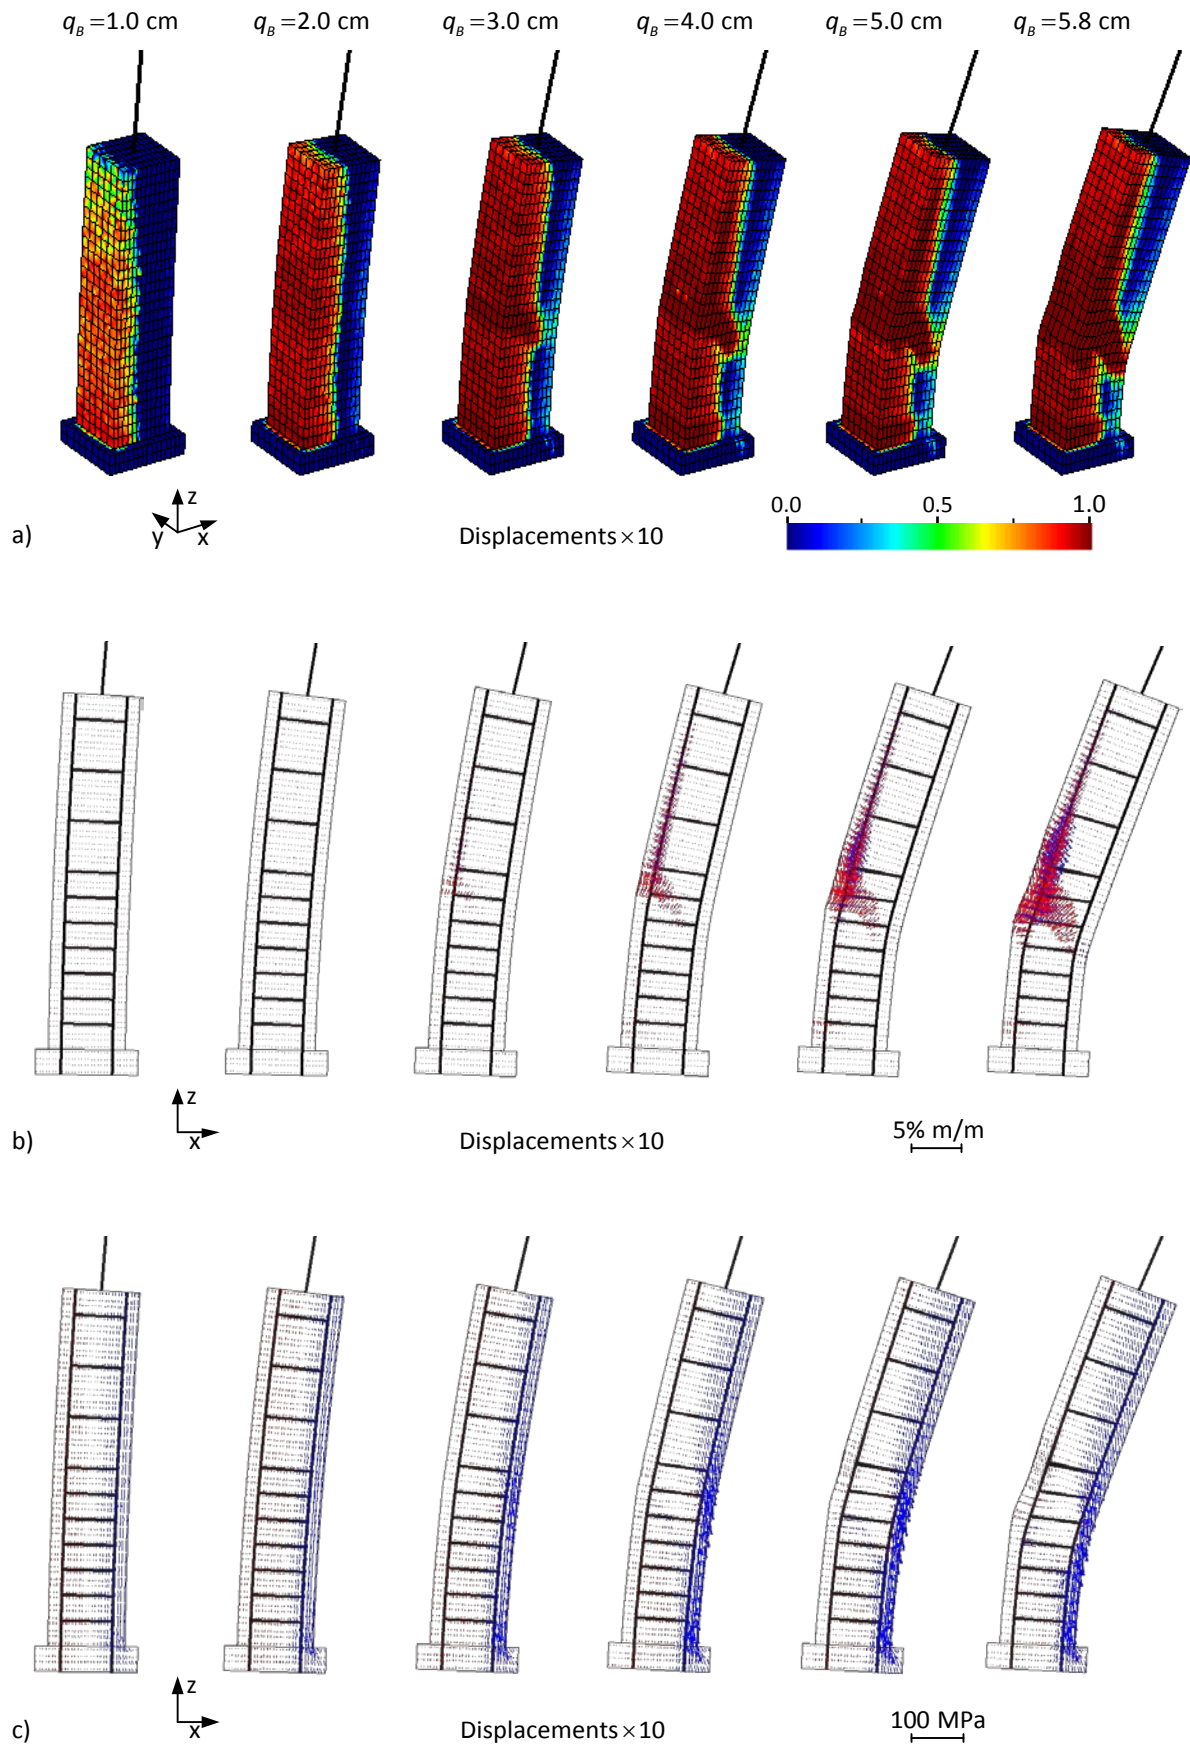 q_B = 1.0 cm q_B = 2.0 cm q_B = 3.0 cm q_B = 4.0 cm q_B = 5.0 cm q_B = 5.8 cm
z
y x
0.0 0.5 1.0
a) Displacements × 10
z
x
5% m/m
b) Displacements × 10
z
x
100 MPa
c) Displacements × 10